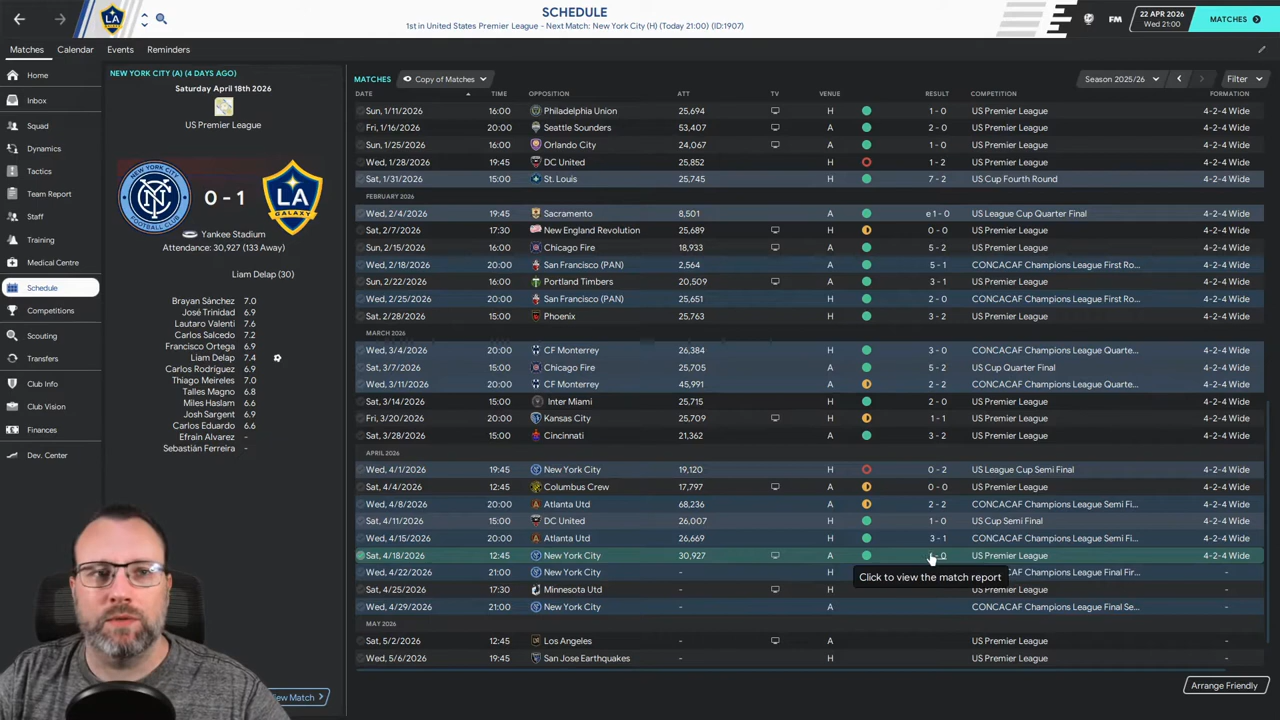 SCHEDULE
1st in United States Premier League - Next Match: New York City (H) (Today 21:00) (ID:1907)
FM
22 APR 2026
Wed 21:00
MATCHES
Matches Calendar Events Reminders
Home
Inbox
Squad
Dynamics
Tactics
Team Report
Staff
Training
Medical Centre
Schedule
Competitions
Scouting
Transfers
Club Info
Club Vision
Finances
Dev. Center
NEW YORK CITY (A) (4 DAYS AGO)
Saturday April 18th 2026
US Premier League
0 - 1
Yankee Stadium
Attendance: 30,927 (133 Away)
Liam Delap (30)
Brayan Sánchez 7.0
José Trinidad 6.9
Lautaro Valenti 7.6
Carlos Salcedo 7.2
Francisco Ortega 6.9
Liam Delap 7.4
Carlos Rodríguez 6.9
Thiago Meireles 7.0
Talles Magno 6.8
Miles Haslam 6.6
Josh Sargent 6.9
Carlos Eduardo 6.6
Efrain Alvarez -
Sebastián Ferreira -
View Match
MATCHES Copy of Matches Season 2025/26 Filter
DATE TIME OPPOSITION ATT TV VENUE RESULT COMPETITION FORMATION
Sun, 1/11/2026 16:00 Philadelphia Union 25,694 H 1 - 0 US Premier League 4-2-4 Wide
Fri, 1/16/2026 20:00 Seattle Sounders 53,407 A 2 - 0 US Premier League 4-2-4 Wide
Sun, 1/25/2026 16:00 Orlando City 24,067 A 1 - 0 US Premier League 4-2-4 Wide
Wed, 1/28/2026 19:45 DC United 25,852 H 1 - 2 US Premier League 4-2-4 Wide
Sat, 1/31/2026 15:00 St. Louis 25,745 H 7 - 2 US Cup Fourth Round 4-2-4 Wide
FEBRUARY 2026
Wed, 2/4/2026 19:45 Sacramento 8,501 A e 1 - 0 US League Cup Quarter Final 4-2-4 Wide
Sat, 2/7/2026 17:30 New England Revolution 25,689 H 0 - 0 US Premier League 4-2-4 Wide
Sun, 2/15/2026 16:00 Chicago Fire 18,933 A 5 - 2 US Premier League 4-2-4 Wide
Wed, 2/18/2026 20:00 San Francisco (PAN) 2,564 A 5 - 1 CONCACAF Champions League First Ro... 4-2-4 Wide
Sun, 2/22/2026 16:00 Portland Timbers 20,509 A 3 - 1 US Premier League 4-2-4 Wide
Wed, 2/25/2026 20:00 San Francisco (PAN) 25,651 H 2 - 0 CONCACAF Champions League First Ro... 4-2-4 Wide
Sat, 2/28/2026 15:00 Phoenix 25,763 H 3 - 2 US Premier League 4-2-4 Wide
MARCH 2026
Wed, 3/4/2026 20:00 CF Monterrey 26,384 H 3 - 0 CONCACAF Champions League Quarte... 4-2-4 Wide
Sat, 3/7/2026 15:00 Chicago Fire 25,705 H 5 - 2 US Cup Quarter Final 4-2-4 Wide
Wed, 3/11/2026 20:00 CF Monterrey 45,991 A 2 - 2 CONCACAF Champions League Quarte... 4-2-4 Wide
Sat, 3/14/2026 15:00 Inter Miami 25,715 H 2 - 0 US Premier League 4-2-4 Wide
Fri, 3/20/2026 20:00 Kansas City 25,709 H 1 - 1 US Premier League 4-2-4 Wide
Sat, 3/28/2026 15:00 Cincinnati 21,362 A 3 - 2 US Premier League 4-2-4 Wide
APRIL 2026
Wed, 4/1/2026 19:45 New York City 19,120 H 0 - 2 US League Cup Semi Final 4-2-4 Wide
Sat, 4/4/2026 12:45 Columbus Crew 17,797 A 0 - 0 US Premier League 4-2-4 Wide
Wed, 4/8/2026 20:00 Atlanta Utd 68,236 A 2 - 2 CONCACAF Champions League Semi Fi... 4-2-4 Wide
Sat, 4/11/2026 15:00 DC United 26,007 H 1 - 0 US Cup Semi Final 4-2-4 Wide
Wed, 4/15/2026 20:00 Atlanta Utd 26,669 H 3 - 1 CONCACAF Champions League Semi Fi... 4-2-4 Wide
Sat, 4/18/2026 12:45 New York City 30,927 A 1 - 0 US Premier League 4-2-4 Wide
Wed, 4/22/2026 21:00 New York City - H CONCACAF Champions League Final Fir... -
Click to view the match report
Sat, 4/25/2026 17:30 Minnesota Utd - H US Premier League -
Wed, 4/29/2026 21:00 New York City - A CONCACAF Champions League Final Se... -
MAY 2026
Sat, 5/2/2026 12:45 Los Angeles - A US Premier League -
Wed, 5/6/2026 19:45 San Jose Earthquakes - H US Premier League -
Arrange Friendly